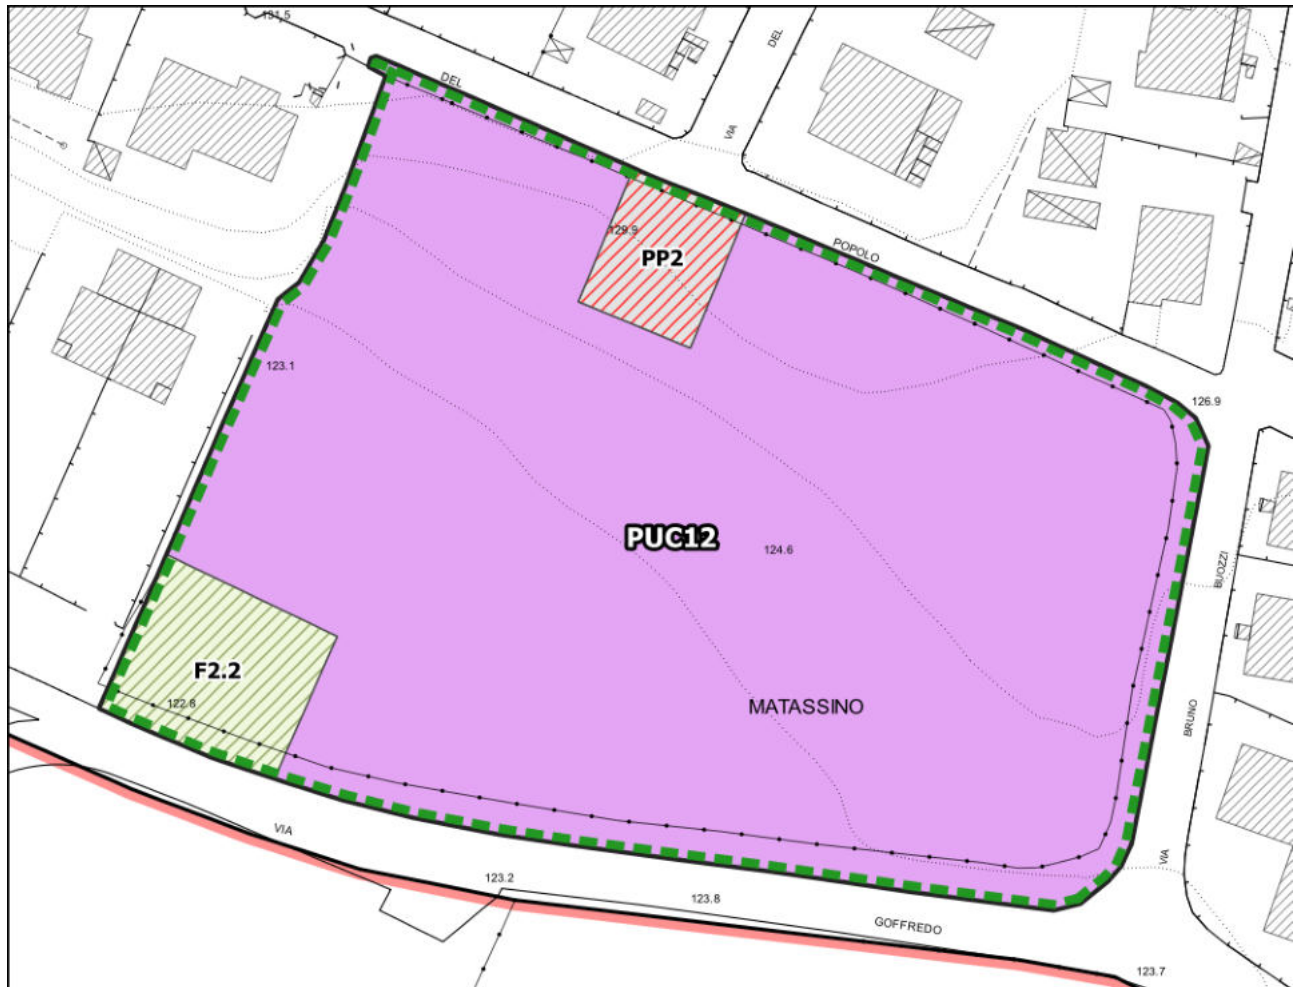 131,5
DEL
DEL
VIA
129.9
PP2
POPOLO
123.1
126.9
PUC12
124.6
BUOZZI
F2.2
122.8
MATASSINO
BRUNO
VIA
VIA
123.2
123.8
GOFFREDO
123.7